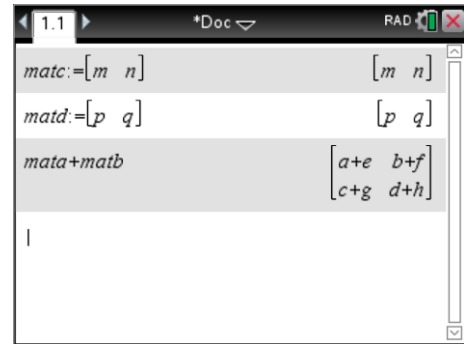 1.1 *Doc RAD
matc:=[m n] [m n]
matd:=[p q] [p q]
mata+matb [a+e b+f
c+g d+h]